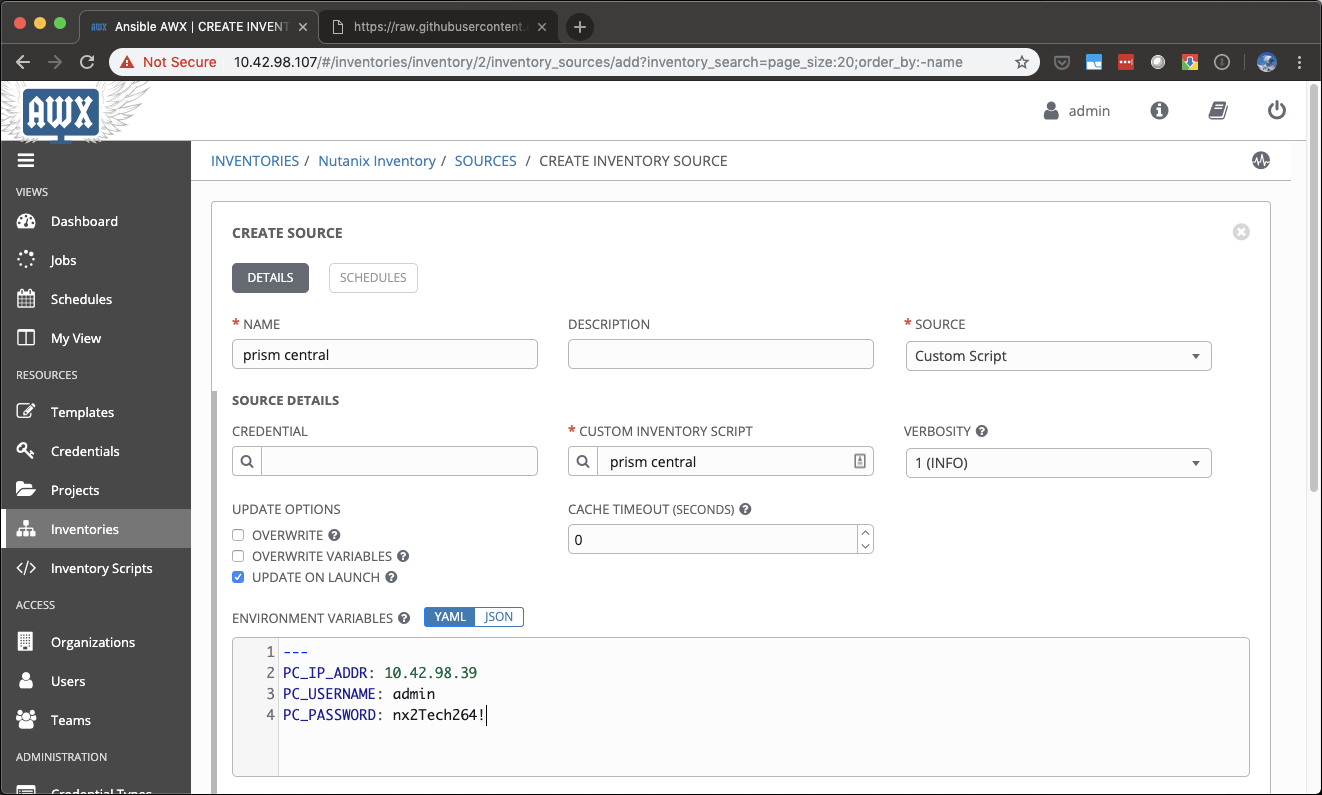 AWX Ansible AWX | CREATE INVENT
https://raw.githubusercontent.
Not Secure 10.42.98.107/#/inventories/inventory/2/inventory_sources/add?inventory_search=page_size:20;order_by:-name
AWX
admin
INVENTORIES / Nutanix Inventory / SOURCES / CREATE INVENTORY SOURCE
VIEWS
Dashboard
Jobs
Schedules
My View
RESOURCES
Templates
Credentials
Projects
Inventories
Inventory Scripts
ACCESS
Organizations
Users
Teams
ADMINISTRATION
Credential Types
CREATE SOURCE
DETAILS SCHEDULES
* NAME DESCRIPTION * SOURCE
prism central Custom Script
SOURCE DETAILS
CREDENTIAL * CUSTOM INVENTORY SCRIPT VERBOSITY
prism central 1 (INFO)
UPDATE OPTIONS CACHE TIMEOUT (SECONDS)
OVERWRITE 0
OVERWRITE VARIABLES
UPDATE ON LAUNCH
ENVIRONMENT VARIABLES YAML JSON
1 ---
2 PC_IP_ADDR: 10.42.98.39
3 PC_USERNAME: admin
4 PC_PASSWORD: nx2Tech264!